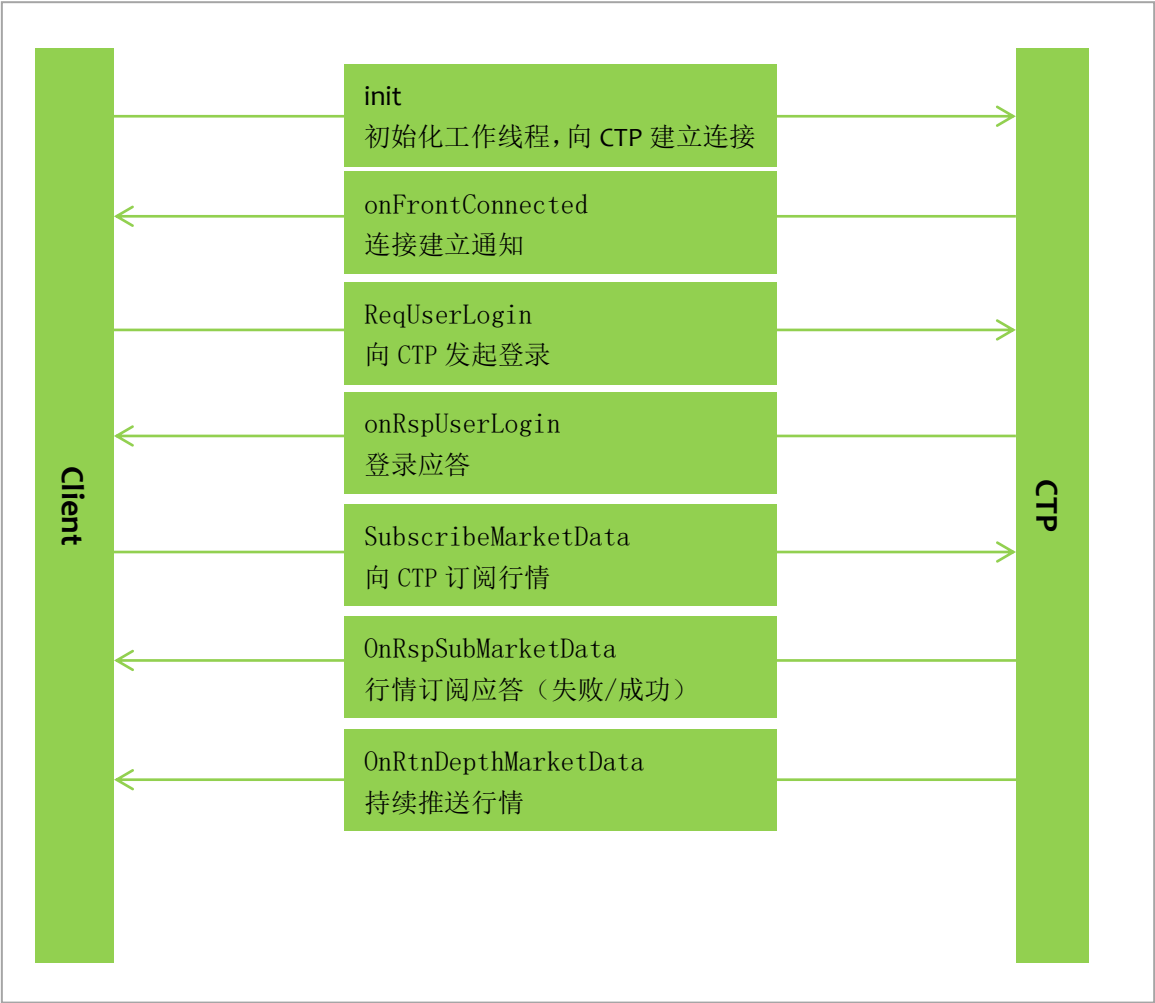 init
初始化工作线程，向 CTP 建立连接
onFrontConnected
连接建立通知
ReqUserLogin
向 CTP 发起登录
onRspUserLogin
登录应答
Client
CTP
SubscribeMarketData
向 CTP 订阅行情
OnRspSubMarketData
行情订阅应答（失败/成功）
OnRtnDepthMarketData
持续推送行情